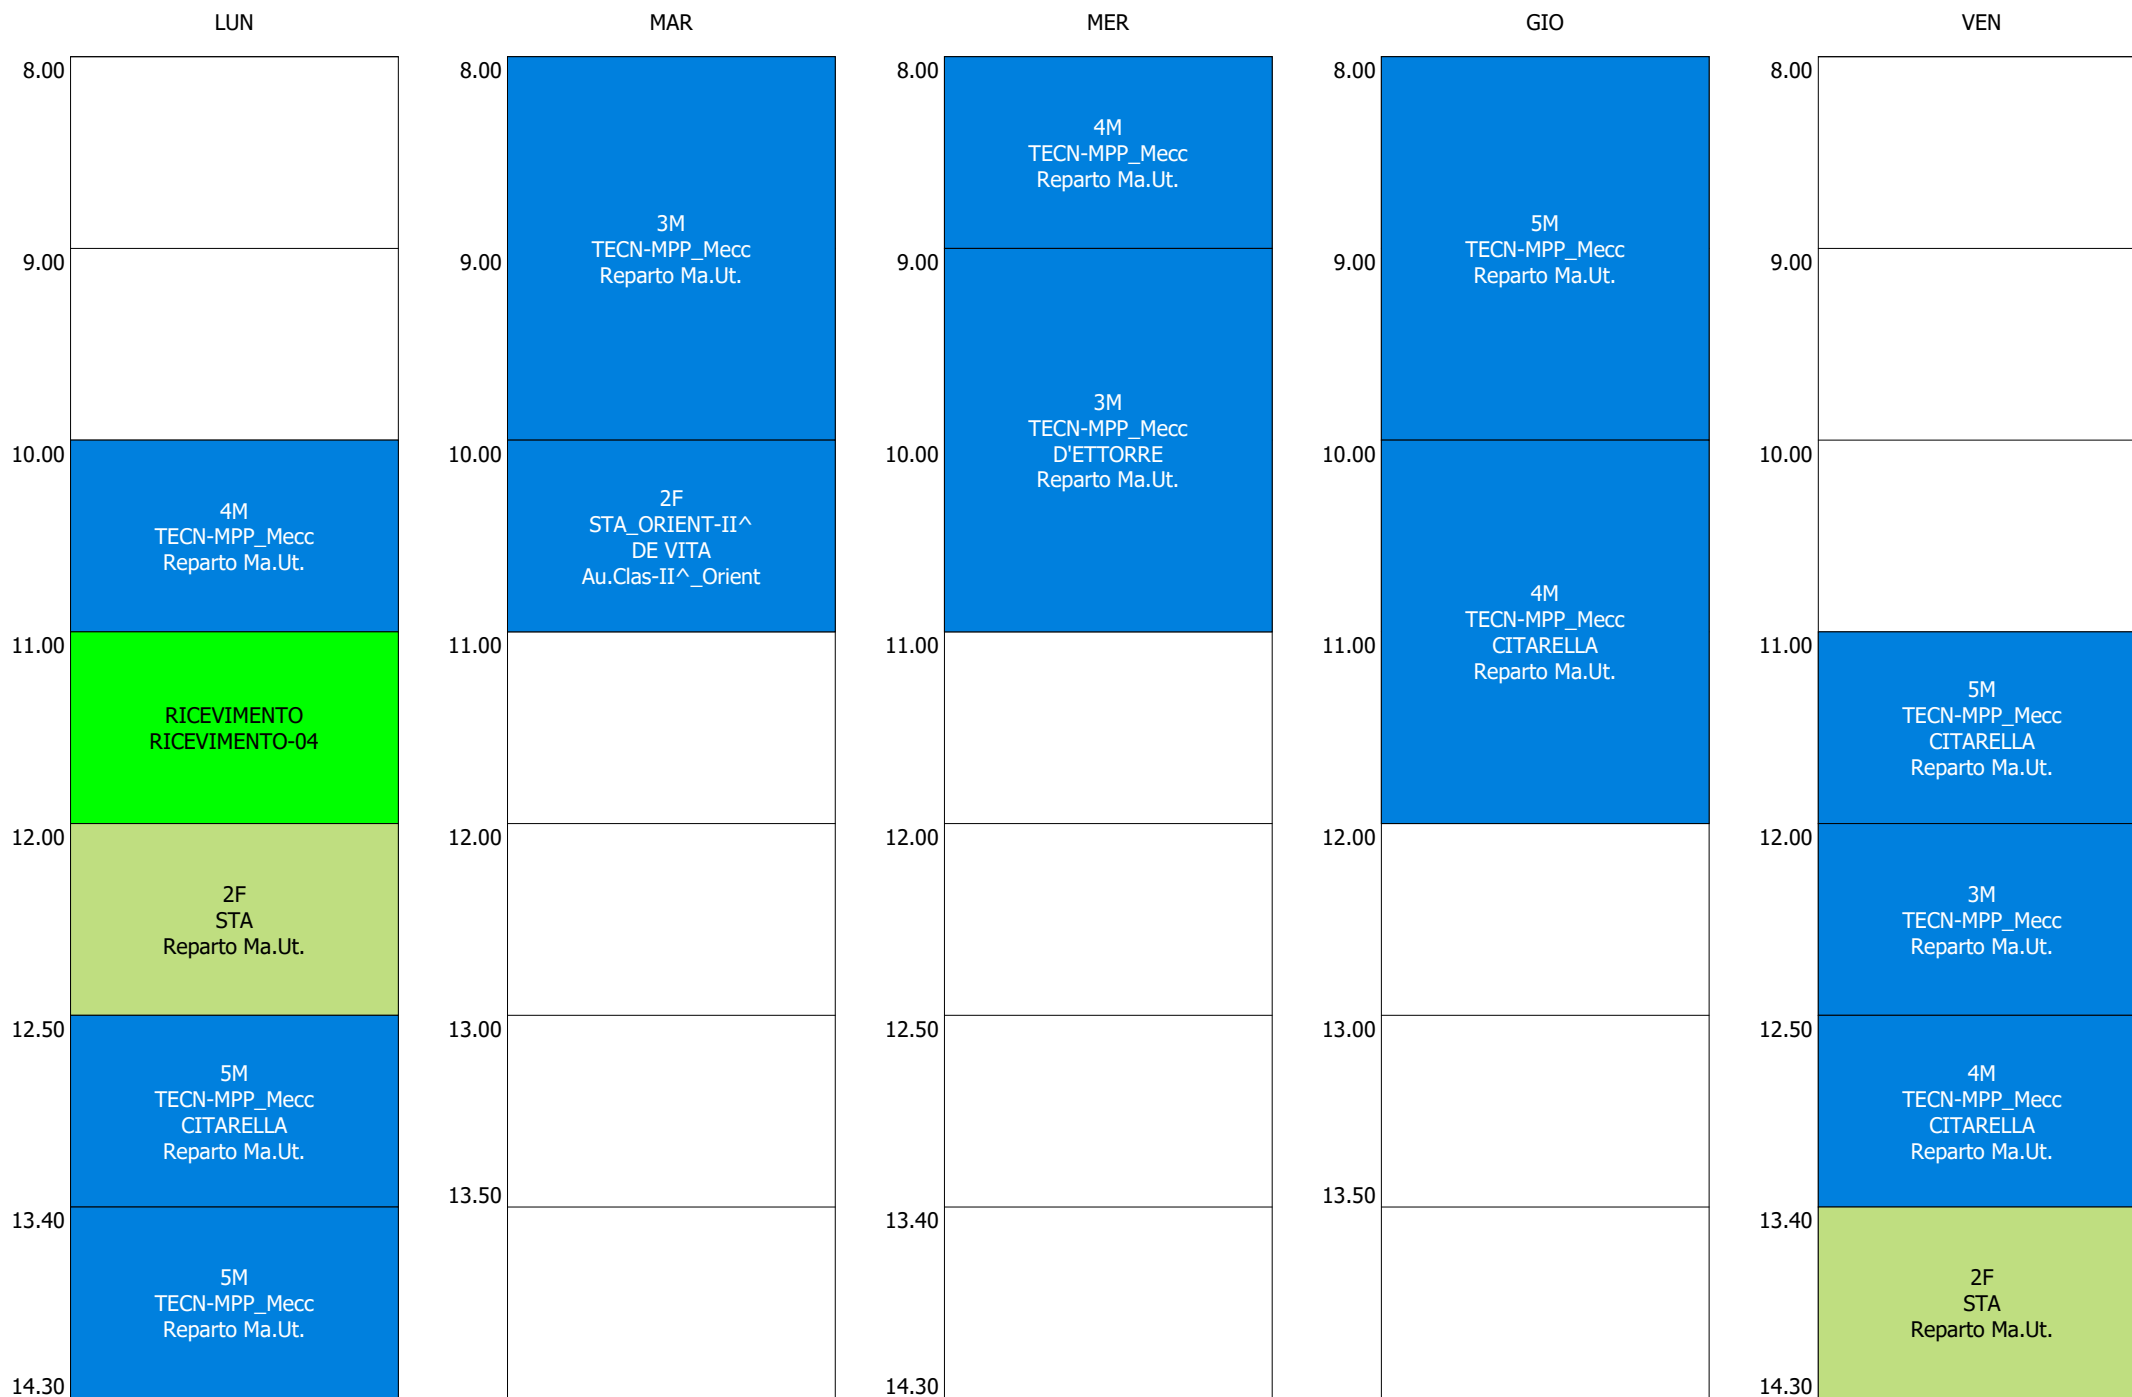 LUN
MAR
MER
GIO
VEN
8.00
9.00
10.00
4M
TECN-MPP_Mecc
Reparto Ma.Ut.
11.00
RICEVIMENTO
RICEVIMENTO-04
12.00
2F
STA
Reparto Ma.Ut.
12.50
5M
TECN-MPP_Mecc
CITARELLA
Reparto Ma.Ut.
13.40
5M
TECN-MPP_Mecc
Reparto Ma.Ut.
14.30
8.00
3M
TECN-MPP_Mecc
Reparto Ma.Ut.
9.00
10.00
2F
STA_ORIENT-II^
DE VITA
Au.Clas-II^_Orient
11.00
12.00
13.00
13.50
8.00
4M
TECN-MPP_Mecc
Reparto Ma.Ut.
9.00
3M
TECN-MPP_Mecc
D'ETTORRE
Reparto Ma.Ut.
10.00
11.00
12.00
12.50
13.40
14.30
8.00
5M
TECN-MPP_Mecc
Reparto Ma.Ut.
9.00
10.00
4M
TECN-MPP_Mecc
CITARELLA
Reparto Ma.Ut.
11.00
12.00
13.00
13.50
8.00
9.00
10.00
11.00
5M
TECN-MPP_Mecc
CITARELLA
Reparto Ma.Ut.
12.00
3M
TECN-MPP_Mecc
Reparto Ma.Ut.
12.50
4M
TECN-MPP_Mecc
CITARELLA
Reparto Ma.Ut.
13.40
2F
STA
Reparto Ma.Ut.
14.30